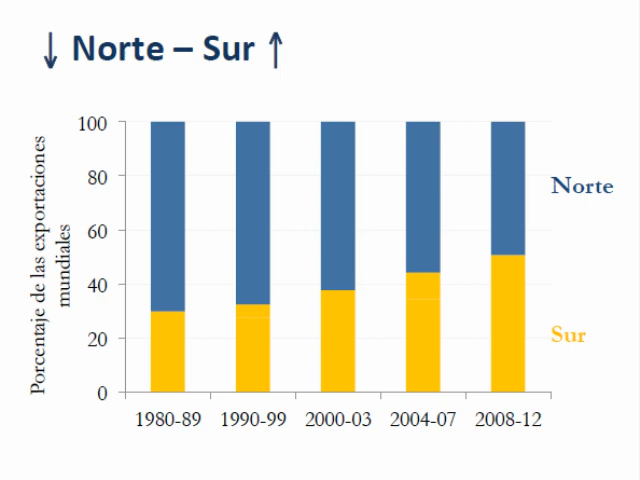 ↓ Norte – Sur ↑
Porcentaje de las exportaciones
mundiales
100
80
60
40
20
0
Norte
Sur
1980-89 1990-99 2000-03 2004-07 2008-12